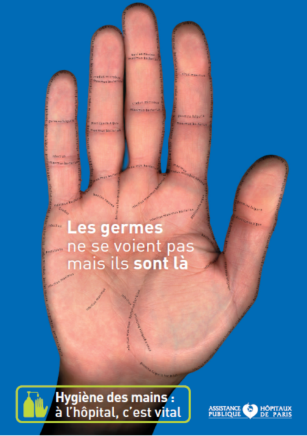 Les germes
ne se voient pas
mais ils sont là
Hygiène des mains :
à l'hôpital, c'est vital
ASSISTANCE HÔPITAUX
PUBLIQUE DE PARIS